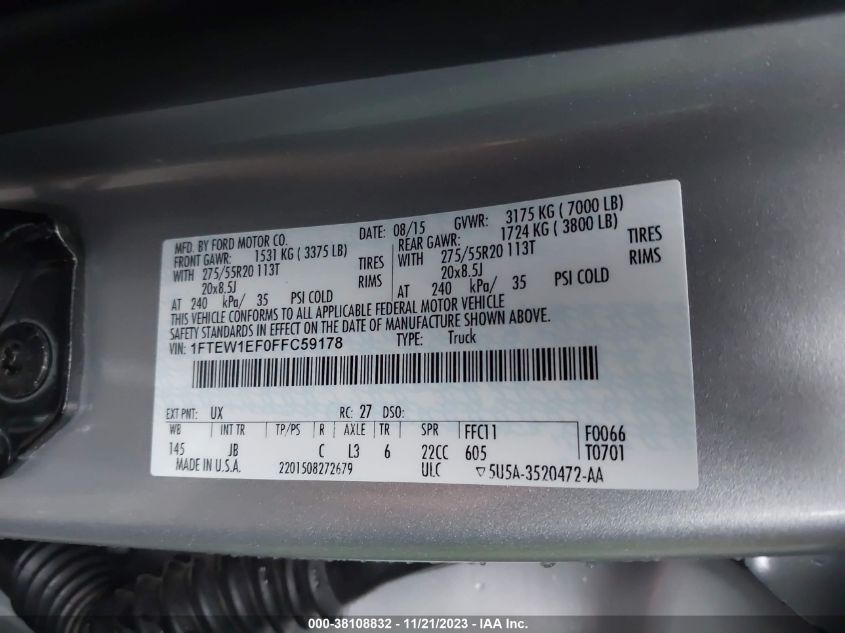 MFD. BY FORD MOTOR CO.
DATE: 08/15 GVWR: 3175 KG ( 7000 LB)
FRONT GAWR: 1531 KG ( 3375 LB)
REAR GAWR: 1724 KG ( 3800 LB)
WITH 275/55R20 113T TIRES
WITH 275/55R20 113T TIRES
20x8.5J RIMS
20x8.5J RIMS
AT 240 kPa/ 35 PSI COLD
AT 240 kPa/ 35 PSI COLD
THIS VEHICLE CONFORMS TO ALL APPLICABLE FEDERAL MOTOR VEHICLE
SAFETY STANDARDS IN EFFECT ON THE DATE OF MANUFACTURE SHOWN ABOVE.
VIN: 1FTEW1EF0FFC59178 TYPE: Truck
EXT PNT: UX RC: 27 DSO:
WB INT TR TP/PS R AXLE TR SPR FFC11 F0066
145 JB C L3 6 22CC 605 T0701
MADE IN U.S.A. 2201508272679 ULC ▽5U5A-3520472-AA
000-38108832 - 11/21/2023 - IAAI.com